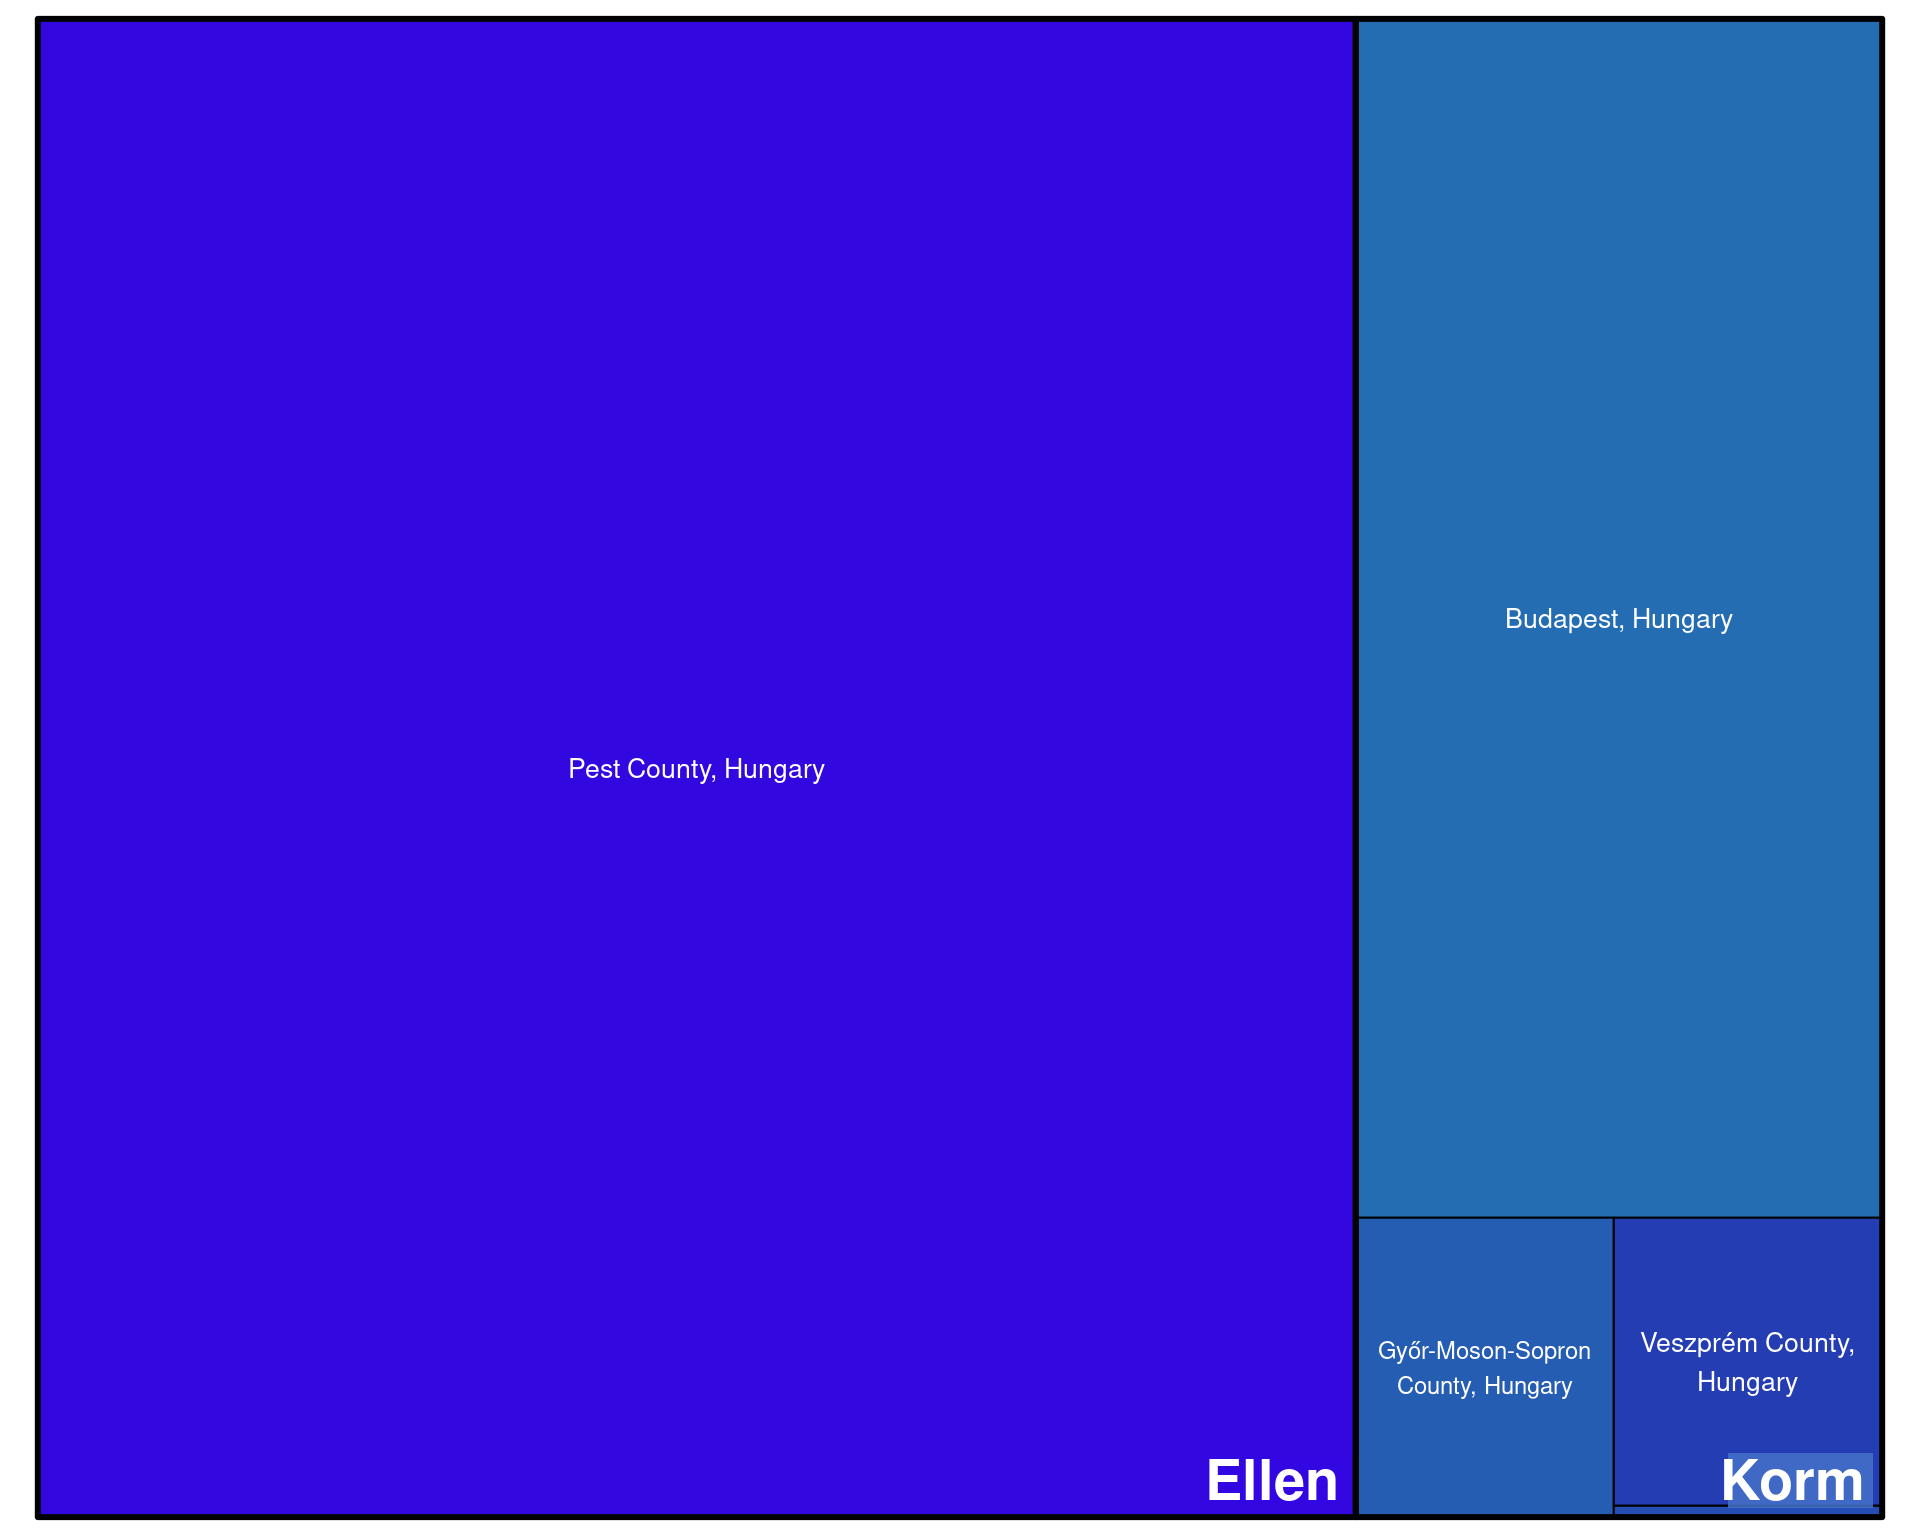 Budapest, Hungary
Pest County, Hungary
Győr-Moson-Sopron
County, Hungary
Veszprém County,
Hungary
Ellen
Korm